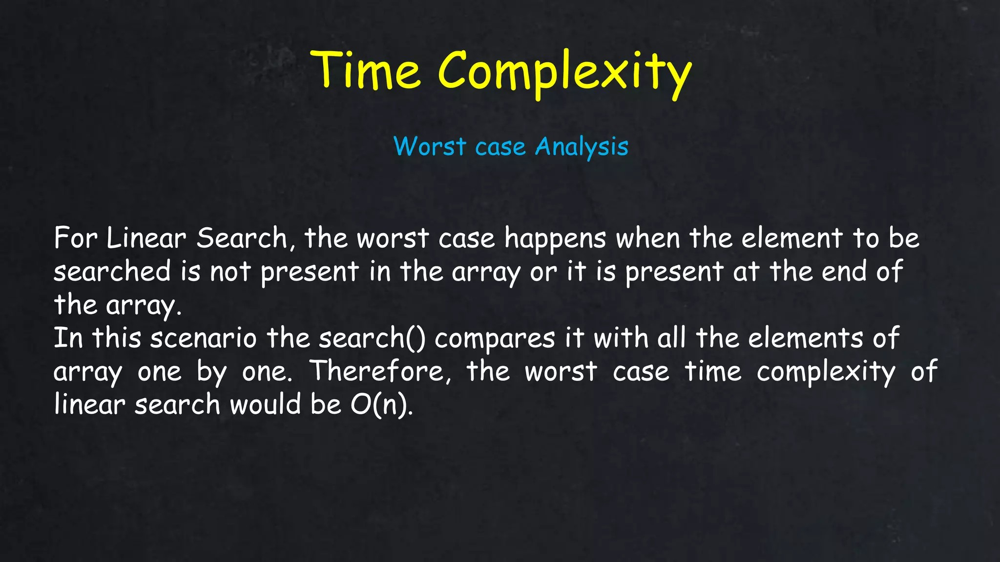 Time Complexity
Worst case Analysis
For Linear Search, the worst case happens when the element to be
searched is not present in the array or it is present at the end of
the array.
In this scenario the search() compares it with all the elements of
array one by one. Therefore, the worst case time complexity of
linear search would be O(n).